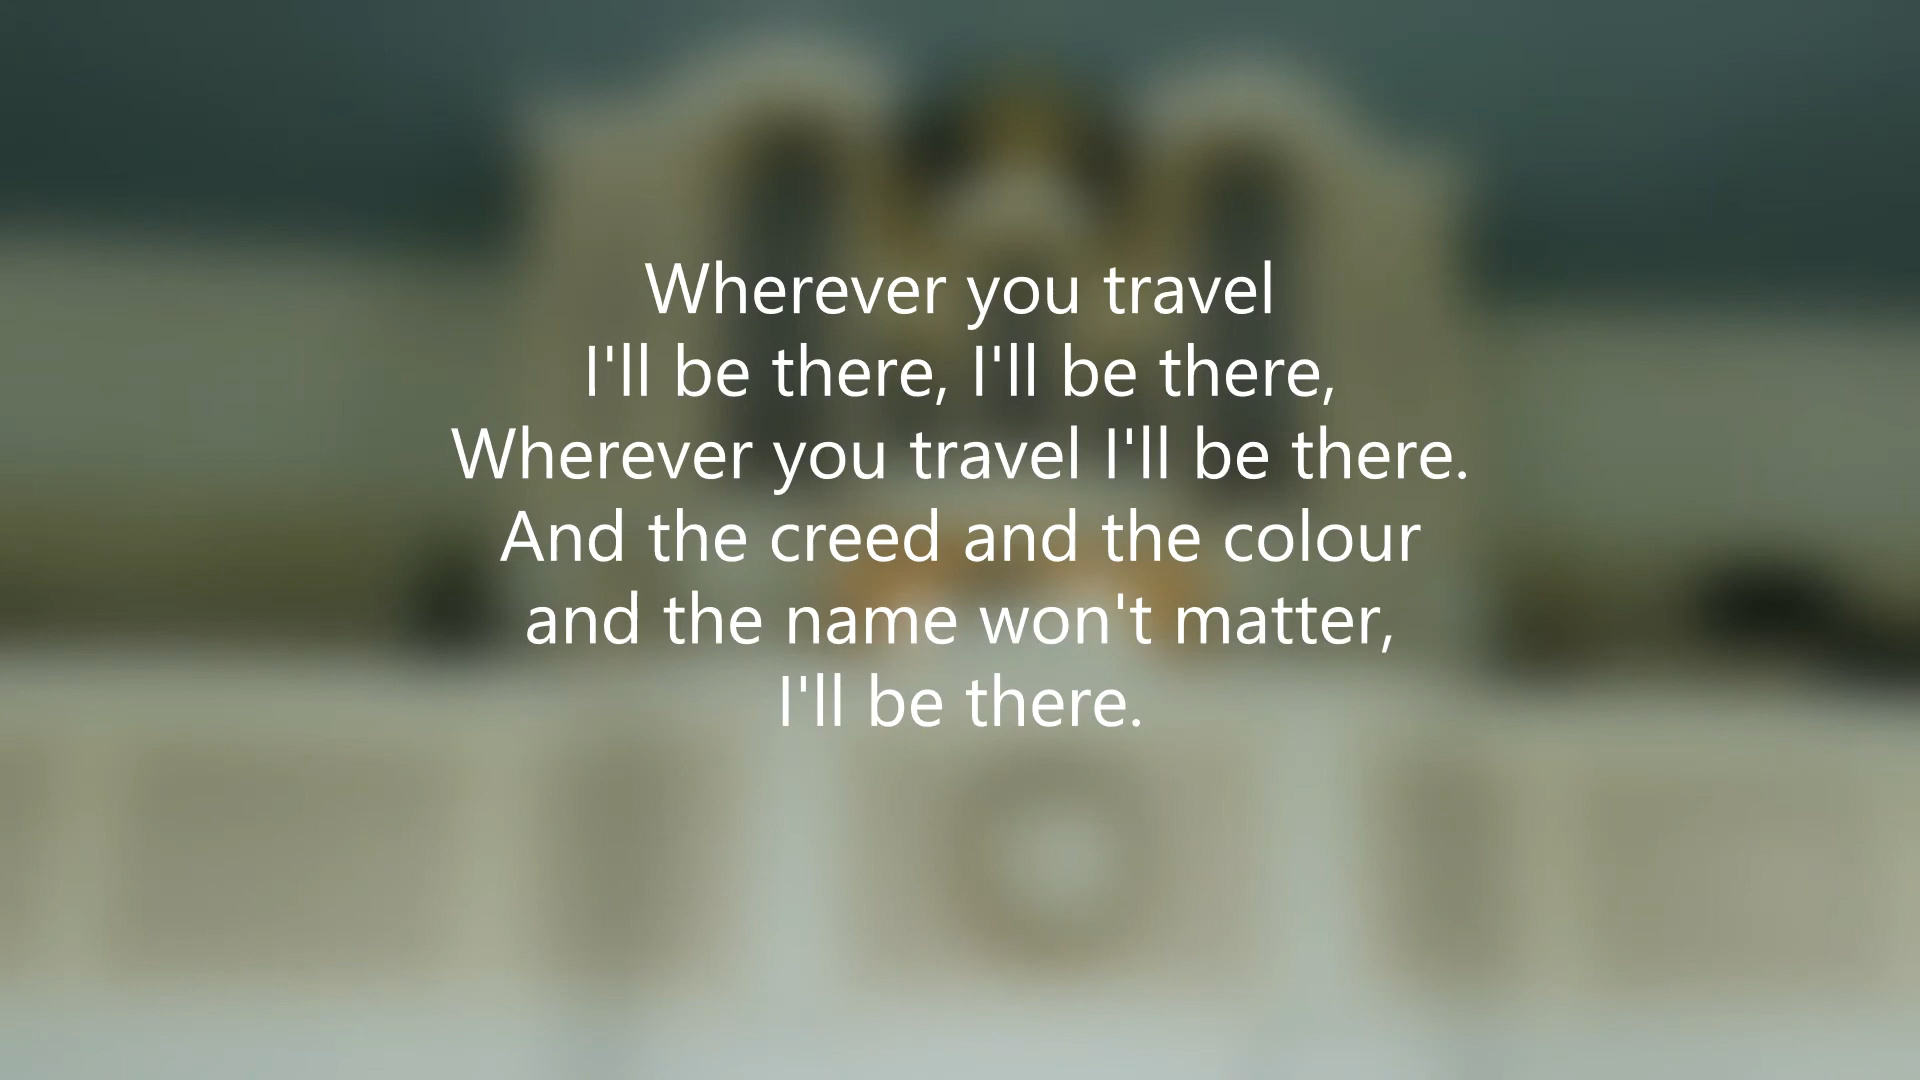 Wherever you travel
I'll be there, I'll be there,
Wherever you travel I'll be there.
And the creed and the colour
and the name won't matter,
I'll be there.